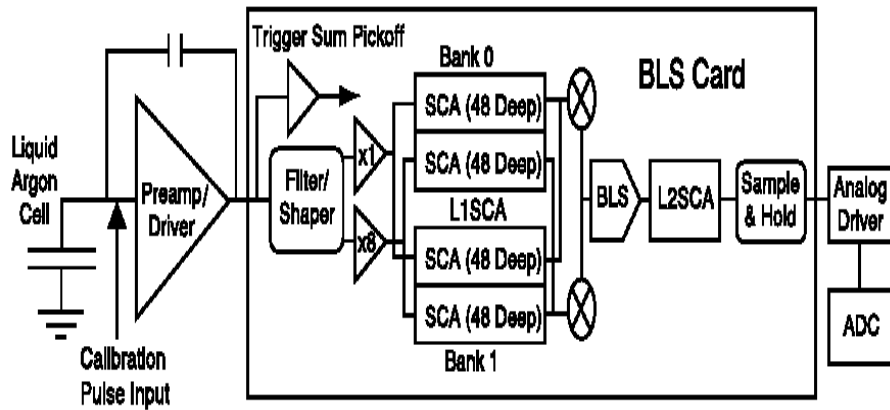 Trigger Sum Pickoff
Bank 0
BLS Card
SCA (48 Deep)
SCA (48 Deep)
Liquid
Argon
Cell
Preamp/
Driver
Filter/
Shaper
x1
x8
L1SCA
SCA (48 Deep)
SCA (48 Deep)
Bank 1
BLS
L2SCA
Sample
& Hold
Analog
Driver
ADC
Calibration
Pulse Input